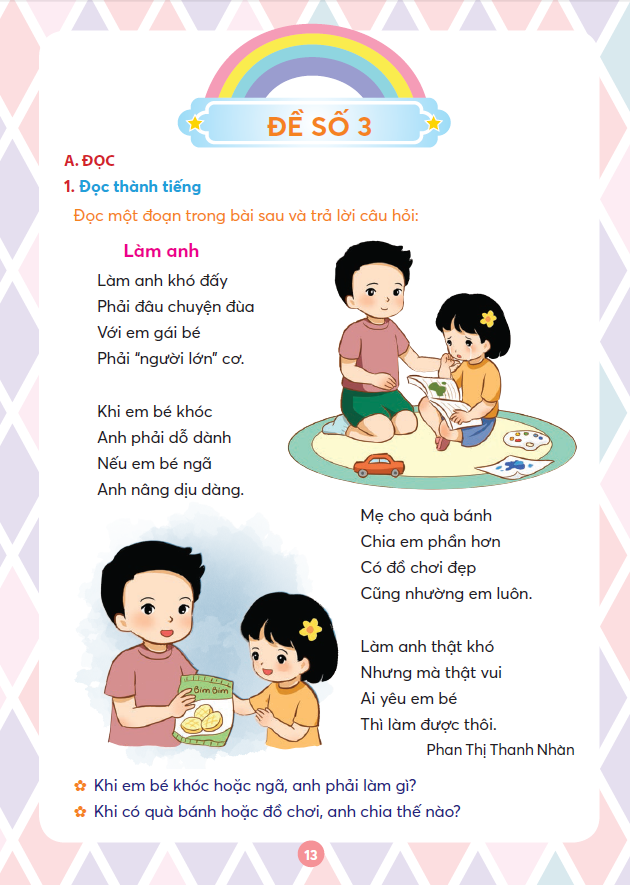 ĐỀ SỐ 3
A. ĐỌC
1. Đọc thành tiếng
Đọc một đoạn trong bài sau và trả lời câu hỏi:
Làm anh
Làm anh khó đấy
Phải đâu chuyện đùa
Với em gái bé
Phải “người lớn” cơ.
Khi em bé khóc
Anh phải dỗ dành
Nếu em bé ngã
Anh nâng dịu dàng.
Mẹ cho quà bánh
Chia em phần hơn
Có đồ chơi đẹp
Cũng nhường em luôn.
Bim Bim
Làm anh thật khó
Nhưng mà thật vui
Ai yêu em bé
Thì làm được thôi.
Phan Thị Thanh Nhàn
Khi em bé khóc hoặc ngã, anh phải làm gì?
Khi có quà bánh hoặc đồ chơi, anh chia thế nào?
13